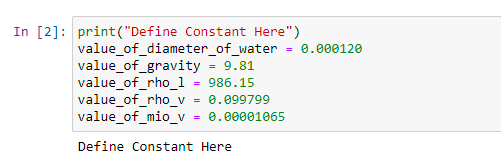 In [2]: print("Define Constant Here")
value_of_diameter_of_water = 0.000120
value_of_gravity = 9.81
value_of_rho_l = 986.15
value_of_rho_v = 0.099799
value_of_mio_v = 0.00001065
Define Constant Here